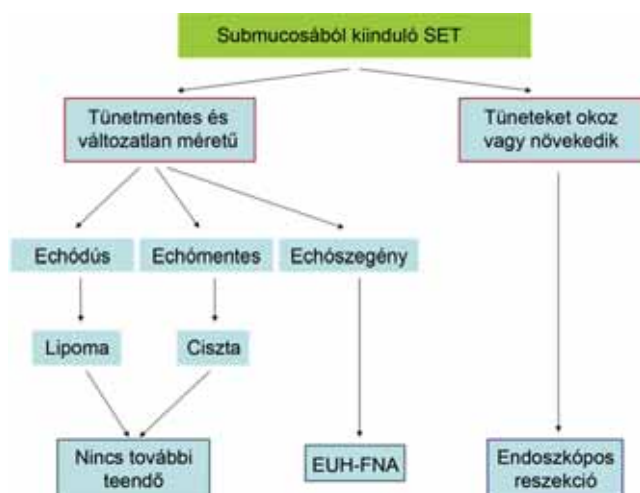 Submucosából kiinduló SET
Tünetmentes és
változatlan méretű
Tüneteket okoz
vagy növekedik
Echódús
Echómentes
Echószegény
Lipoma
Ciszta
Nincs további
teendő
EUH-FNA
Endoszkópos
reszekció